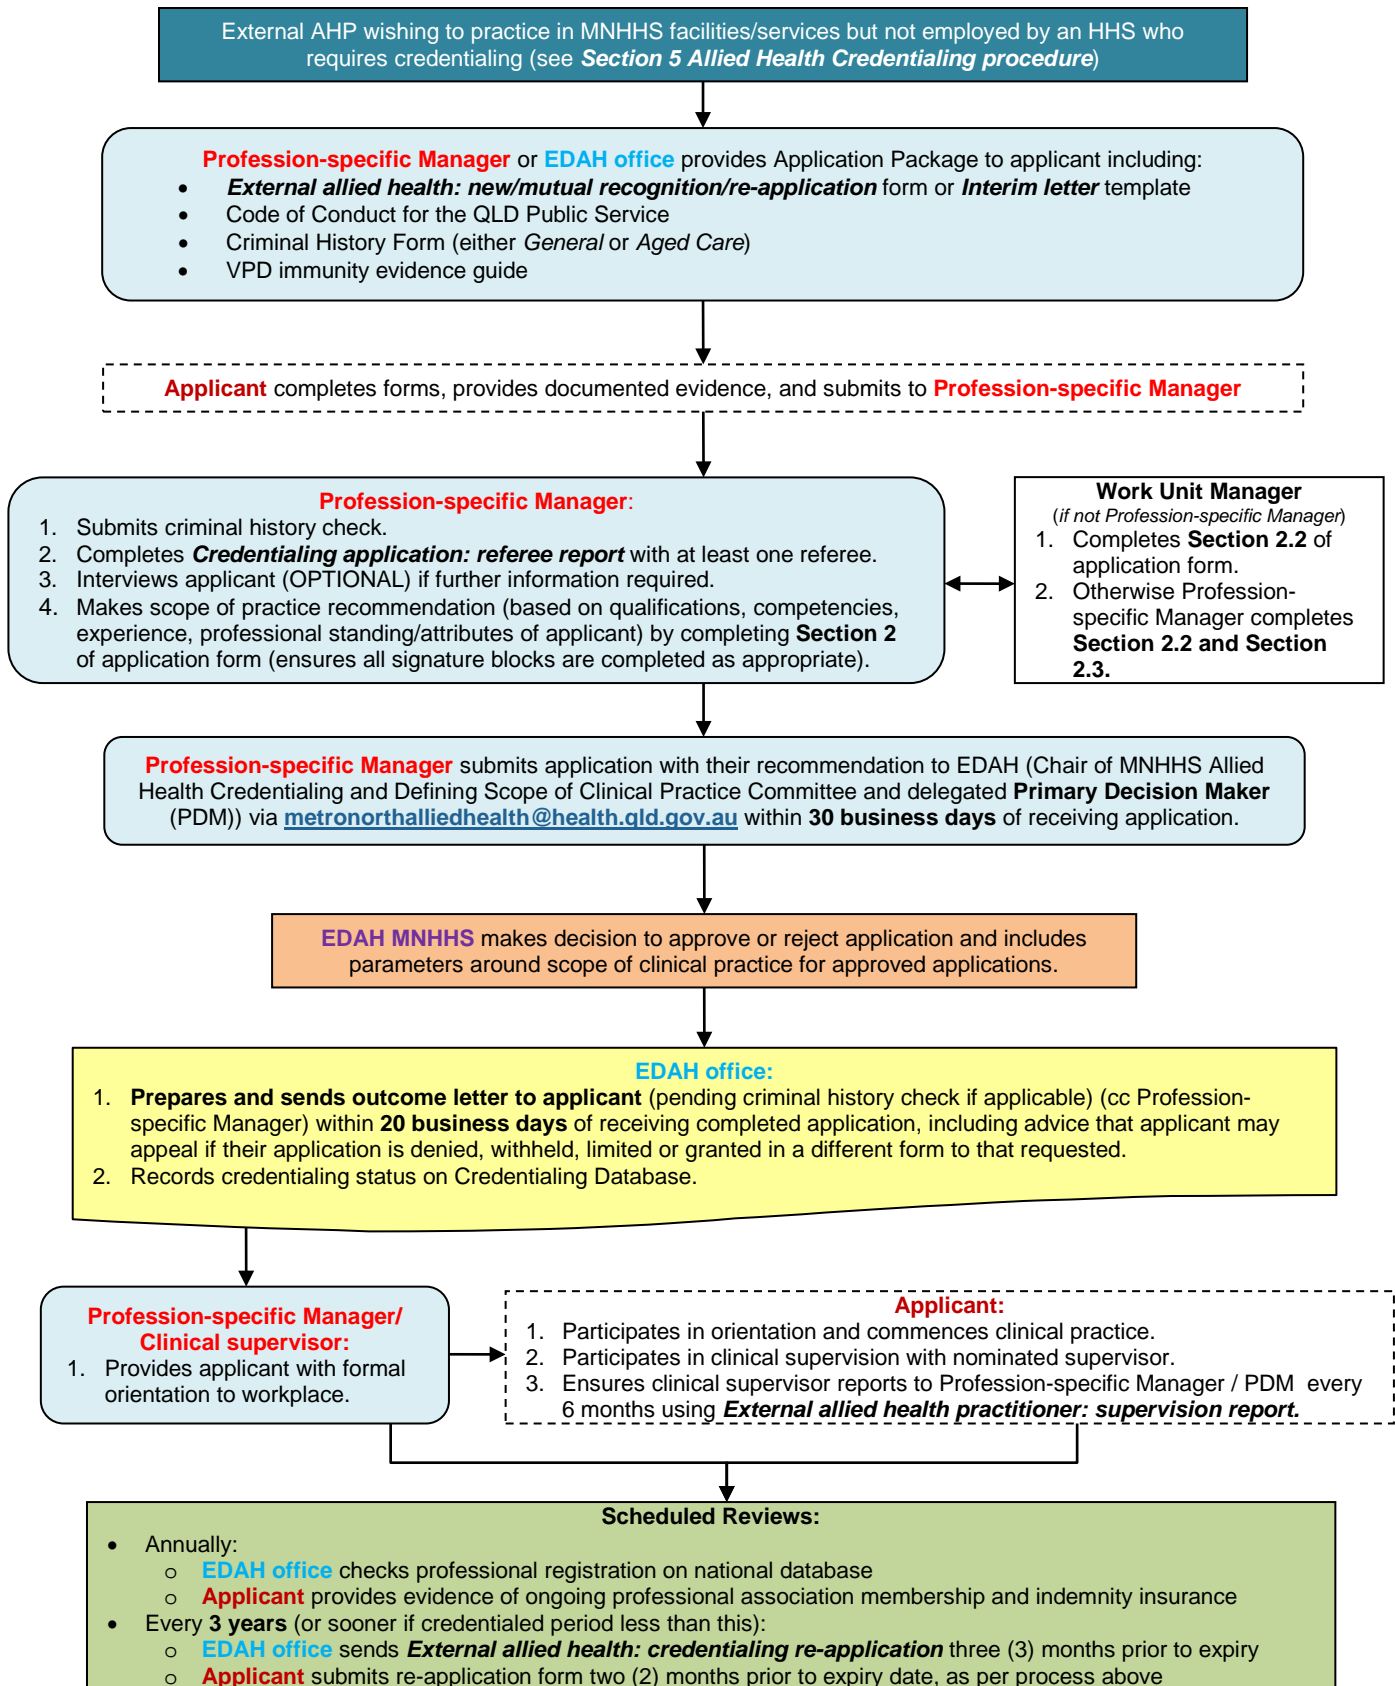 External AHP wishing to practice in MNHHS facilities/services but not employed by an HHS who
requires credentialing (see Section 5 Allied Health Credentialing procedure)
Profession-specific Manager or EDAH office provides Application Package to applicant including:
• External allied health: new/mutual recognition/re-application form or Interim letter template
• Code of Conduct for the QLD Public Service
• Criminal History Form (either General or Aged Care)
• VPD immunity evidence guide
Applicant completes forms, provides documented evidence, and submits to Profession-specific Manager
Profession-specific Manager:
1. Submits criminal history check.
2. Completes Credentialing application: referee report with at least one referee.
3. Interviews applicant (OPTIONAL) if further information required.
4. Makes scope of practice recommendation (based on qualifications, competencies,
experience, professional standing/attributes of applicant) by completing Section 2
of application form (ensures all signature blocks are completed as appropriate).
Work Unit Manager
(if not Profession-specific Manager)
1. Completes Section 2.2 of
application form.
2. Otherwise Profession-
specific Manager completes
Section 2.2 and Section
2.3.
Profession-specific Manager submits application with their recommendation to EDAH (Chair of MNHHS Allied
Health Credentialing and Defining Scope of Clinical Practice Committee and delegated Primary Decision Maker
(PDM)) via metronorthalliedhealth@health.qld.gov.au within 30 business days of receiving application.
EDAH MNHHS makes decision to approve or reject application and includes
parameters around scope of clinical practice for approved applications.
EDAH office:
1. Prepares and sends outcome letter to applicant (pending criminal history check if applicable) (cc Profession-
specific Manager) within 20 business days of receiving completed application, including advice that applicant may
appeal if their application is denied, withheld, limited or granted in a different form to that requested.
2. Records credentialing status on Credentialing Database.
Profession-specific Manager/
Clinical supervisor:
1. Provides applicant with formal
orientation to workplace.
Applicant:
1. Participates in orientation and commences clinical practice.
2. Participates in clinical supervision with nominated supervisor.
3. Ensures clinical supervisor reports to Profession-specific Manager / PDM every
6 months using External allied health practitioner: supervision report.
Scheduled Reviews:
• Annually:
o EDAH office checks professional registration on national database
o Applicant provides evidence of ongoing professional association membership and indemnity insurance
• Every 3 years (or sooner if credentialed period less than this):
o EDAH office sends External allied health: credentialing re-application three (3) months prior to expiry
o Applicant submits re-application form two (2) months prior to expiry date, as per process above